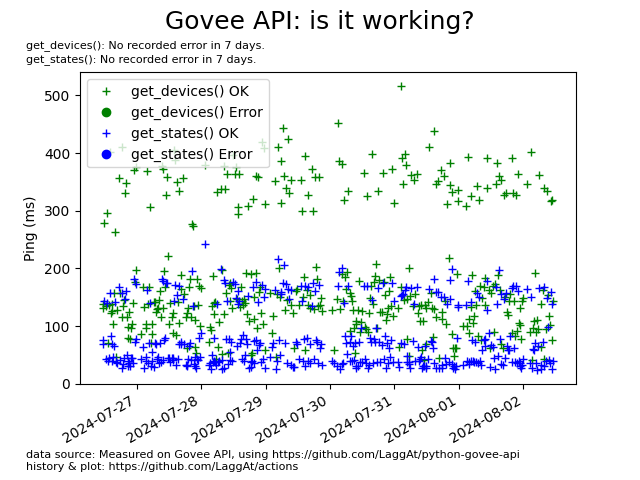 Govee API: is it working?
get_devices(): No recorded error in 7 days.
get_states(): No recorded error in 7 days.
get_devices() OK
get_devices() Error
get_states() OK
get_states() Error
Ping (ms)
500
400
300
200
100
0
2024-07-27
2024-07-28
2024-07-29
2024-07-30
2024-07-31
2024-08-01
2024-08-02
data source: Measured on Govee API, using https://github.com/LaggAt/python-govee-api
history & plot: https://github.com/LaggAt/actions